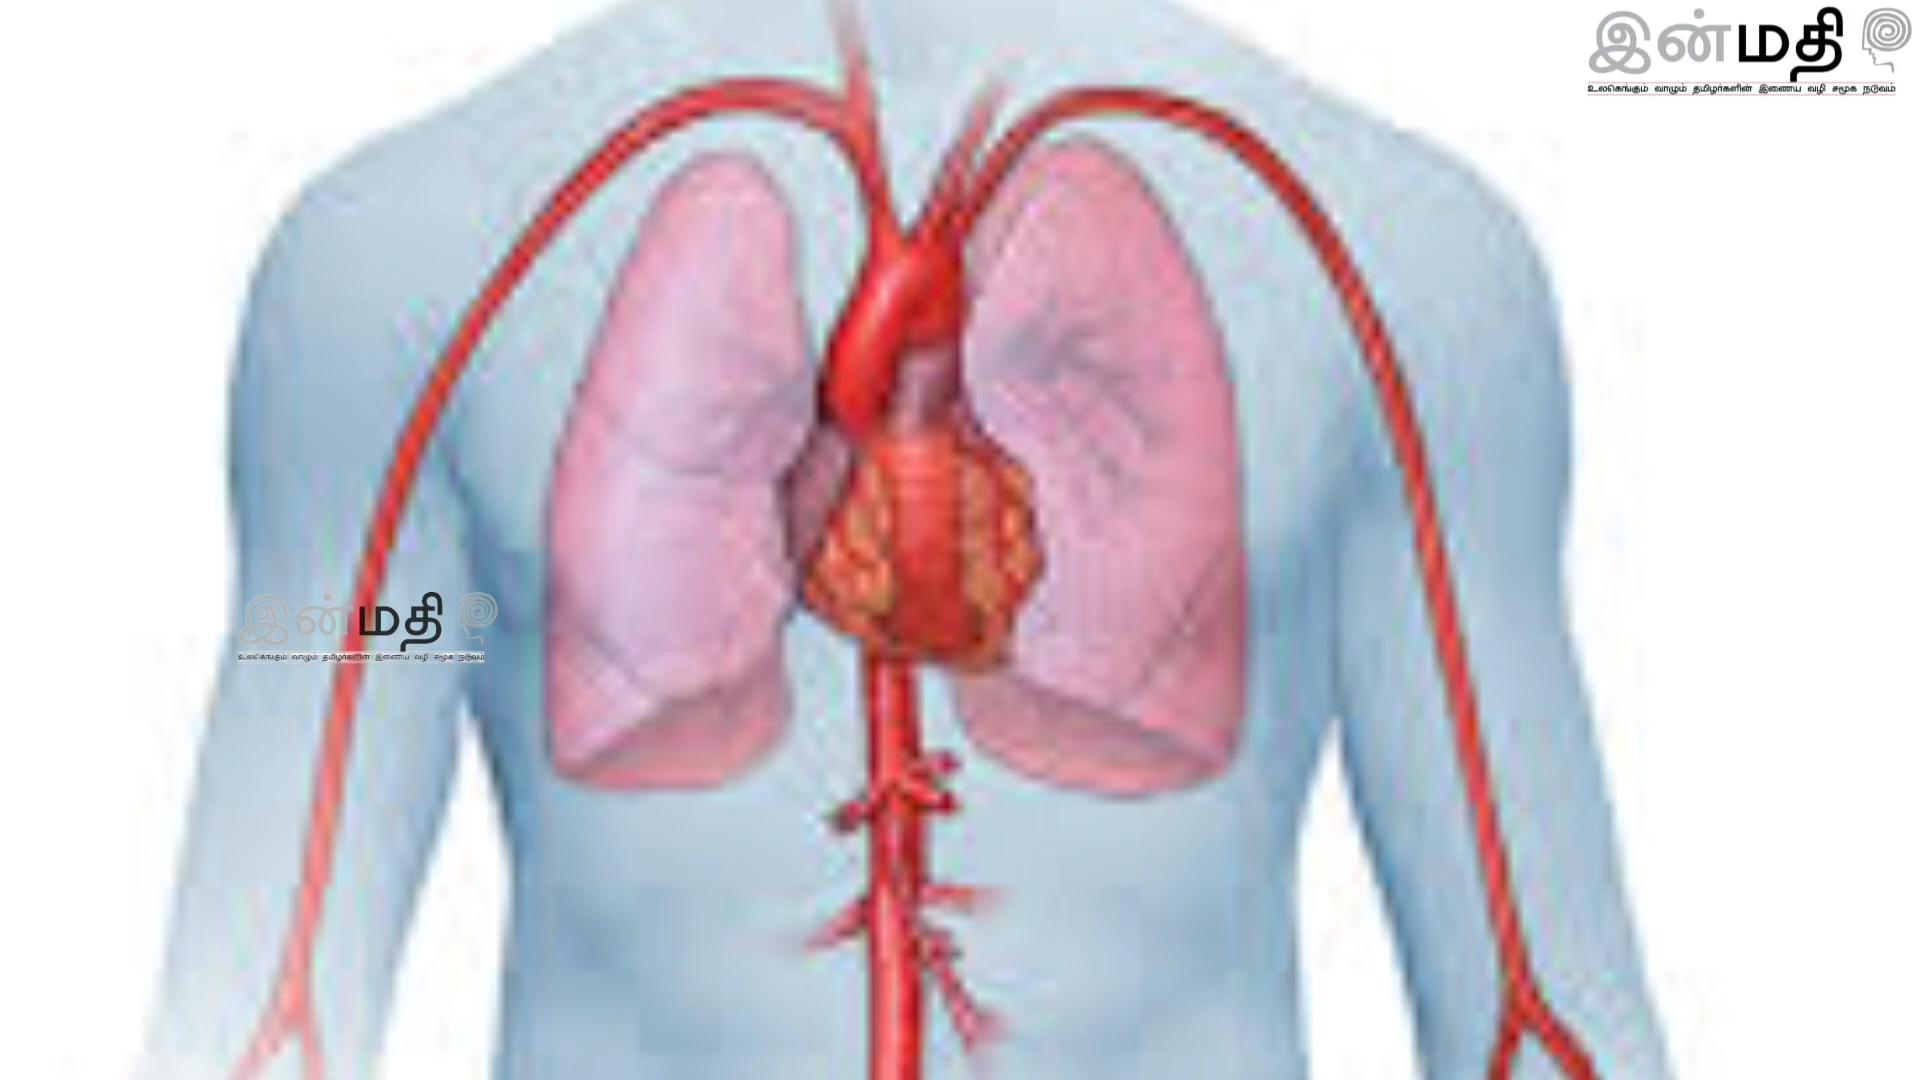 இன்மதி
உலகெங்கும் வாழும் தமிழர்களின் இணைய வழி சமூக நடுவம்
இன்மதி
உலகெங்கும் வாழும் தமிழர்களின் இணைய வழி சமூக நடுவம்